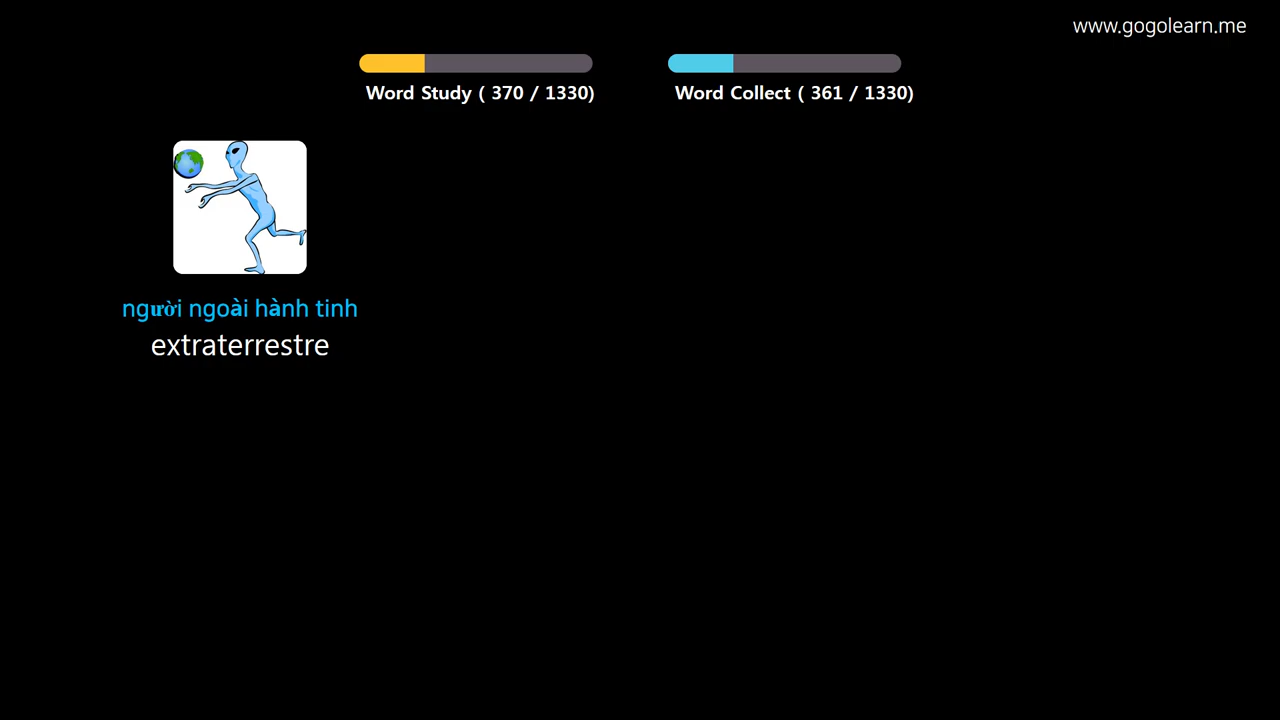 www.gogolearn.me
Word Study ( 370 / 1330)
Word Collect ( 361 / 1330)
người ngoài hành tinh
extraterrestre